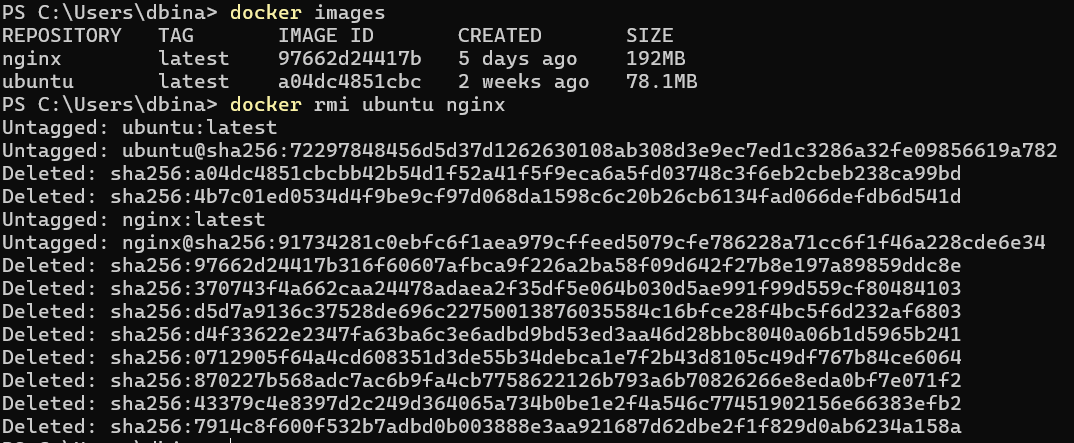 PS C:\Users\dbina> docker images
REPOSITORY   TAG       IMAGE ID       CREATED       SIZE
nginx        latest    97662d24417b   5 days ago    192MB
ubuntu       latest    a04dc4851cbc   2 weeks ago   78.1MB
PS C:\Users\dbina> docker rmi ubuntu nginx
Untagged: ubuntu:latest
Untagged: ubuntu@sha256:72297848456d5d37d1262630108ab308d3e9ec7ed1c3286a32fe09856619a782
Deleted: sha256:a04dc4851cbcbb42b54d1f52a41f5f9eca6a5fd03748c3f6eb2cbeb238ca99bd
Deleted: sha256:4b7c01ed0534d4f9be9cf97d068da1598c6c20b26cb6134fad066defdb6d541d
Untagged: nginx:latest
Untagged: nginx@sha256:91734281c0ebfc6f1aea979cffeed5079cfe786228a71cc6f1f46a228cde6e34
Deleted: sha256:97662d24417b316f60607afbca9f226a2ba58f09d642f27b8e197a89859ddc8e
Deleted: sha256:370743f4a662caa24478adaea2f35df5e064b030d5ae991f99d559cf80484103
Deleted: sha256:d5d7a9136c37528de696c22750013876035584c16bfce28f4bc5f6d232af6803
Deleted: sha256:d4f33622e2347fa63ba6c3e6adbd9bd53ed3aa46d28bbc8040a06b1d5965b241
Deleted: sha256:0712905f64a4cd608351d3de55b34debca1e7f2b43d8105c49df767b84ce6064
Deleted: sha256:870227b568adc7ac6b9fa4cb7758622126b793a6b70826266e8eda0bf7e071f2
Deleted: sha256:43379c4e8397d2c249d364065a734b0be1e2f4a546c77451902156e66383efb2
Deleted: sha256:7914c8f600f532b7adbd0b003888e3aa921687d62dbe2f1f829d0ab6234a158a